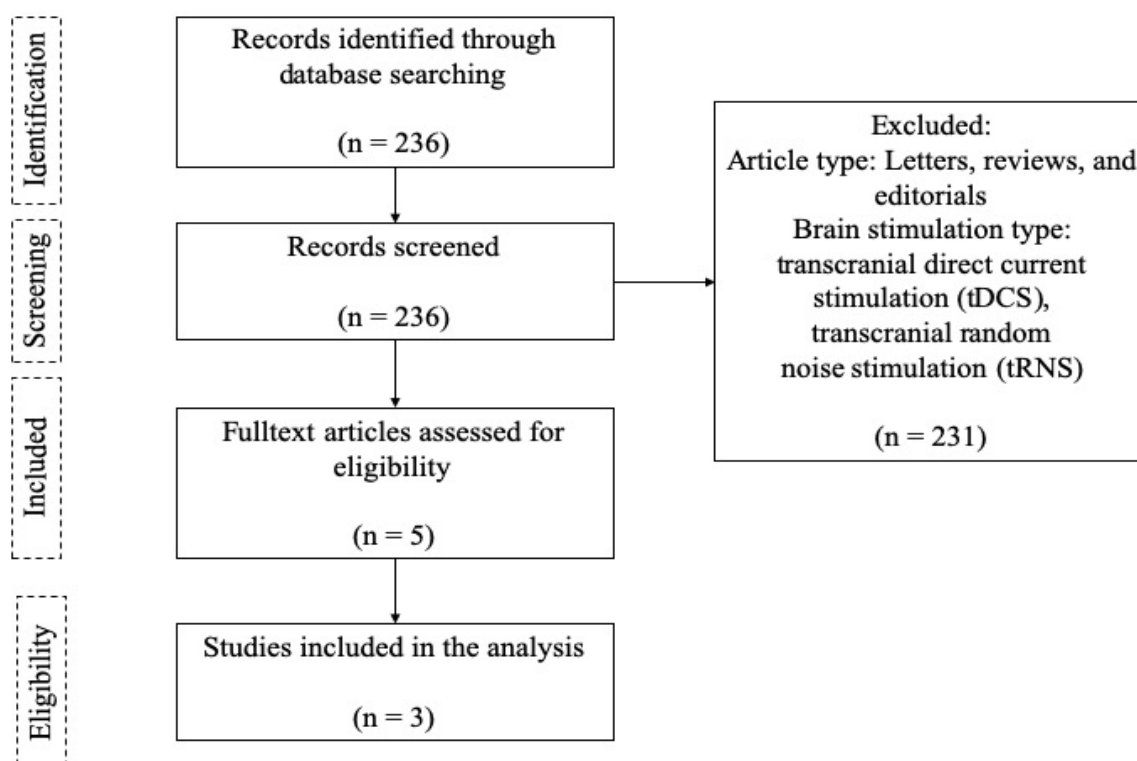 Identification
Records identified through
database searching
(n = 236)
Screening
Records screened
(n = 236)
Excluded:
Article type: Letters, reviews, and
editorials
Brain stimulation type:
transcranial direct current
stimulation (tDCS),
transcranial random
noise stimulation (tRNS)
(n = 231)
Included
Fulltext articles assessed for
eligibility
(n = 5)
Eligibility
Studies included in the analysis
(n = 3)